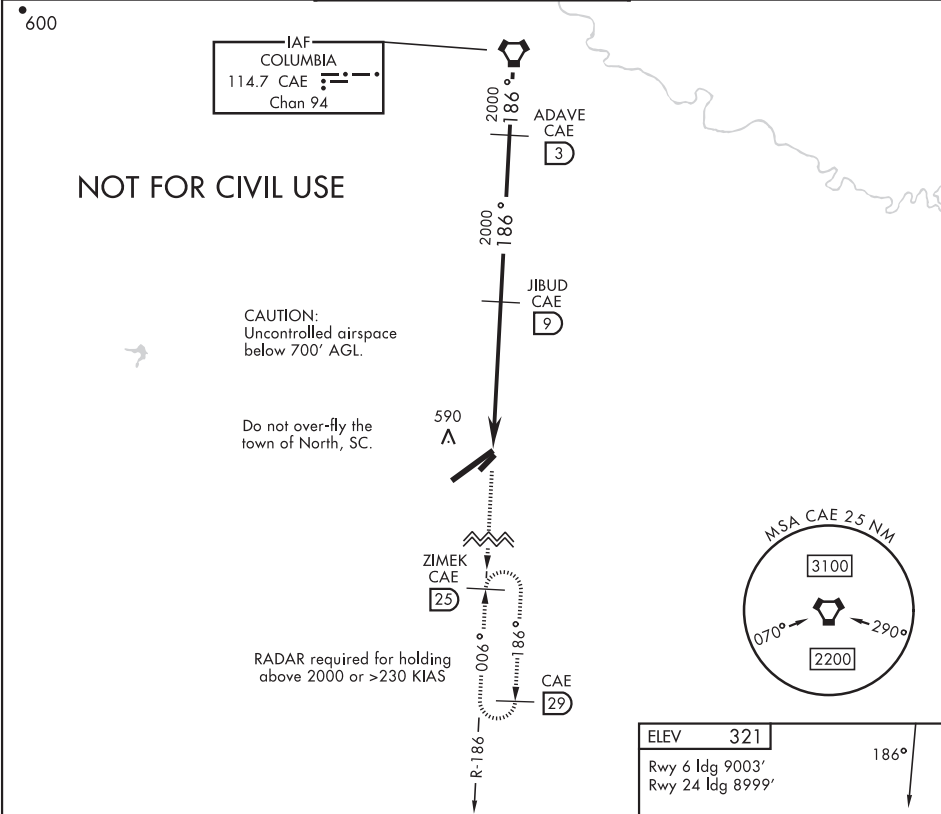 600
IAF
COLUMBIA
114.7 CAE
Chan 94
2000
186°
ADAVE
CAE
3
NOT FOR CIVIL USE
2000
186°
JIBUD
CAE
9
CAUTION:
Uncontrolled airspace
below 700' AGL.
Do not over-fly the
town of North, SC.
590
ZIMEK
CAE
25
006°
186°
RADAR required for holding
above 2000 or >230 KIAS
CAE
29
R-186
MSA CAE 25 NM
3100
070°
290°
2200
ELEV 321
Rwy 6 ldg 9003'
Rwy 24 ldg 8999'
186°